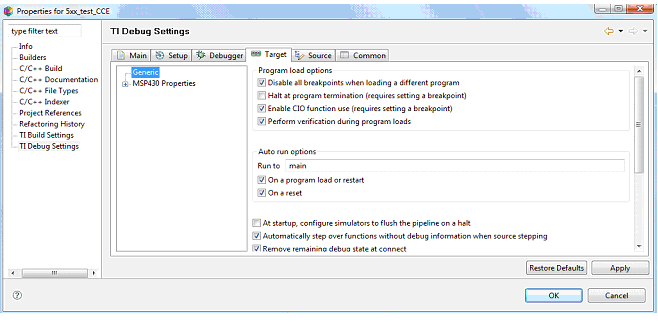 Properties for 5xx_test_CCE
type filter text
Info
Builders
C/C++ Build
C/C++ Documentation
C/C++ File Types
C/C++ Indexer
Project References
Refactoring History
TI Build Settings
TI Debug Settings
TI Debug Settings
Main Setup Debugger Target Source Common
Generic
MSP430 Properties
Program load options
Disable all breakpoints when loading a different program
Halt at program termination (requires setting a breakpoint)
Enable CIO function use (requires setting a breakpoint)
Perform verification during program loads
Auto run options
Run to main
On a program load or restart
On a reset
At startup, configure simulators to flush the pipeline on a halt
Automatically step over functions without debug information when source stepping
Remove remaining debug state at connect
Restore Defaults Apply
OK Cancel